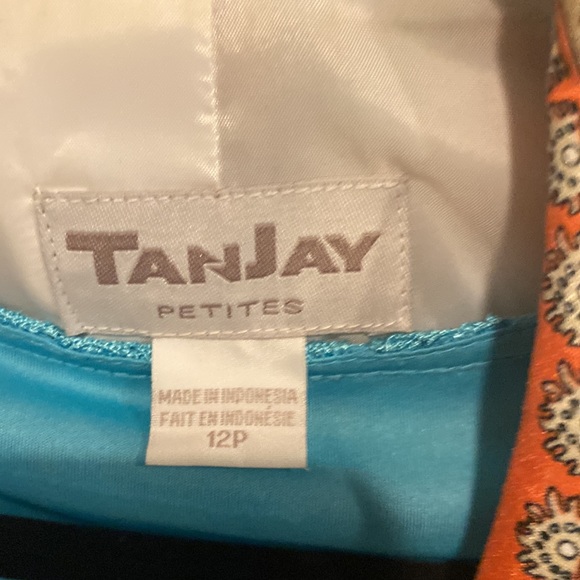 TANJAY
PETITES
MADE IN INDONESIA
FAIT EN INDONÉSIE
12P